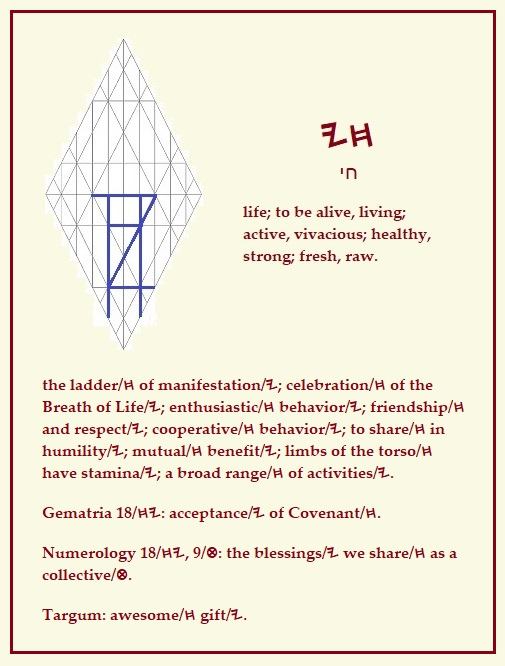 𐤇𐤉
חי
life; to be alive, living;
active, vivacious; healthy,
strong; fresh, raw.
the ladder/𐤇 of manifestation/𐤉; celebration/𐤇 of the
Breath of Life/𐤉; enthusiastic/𐤇 behavior/𐤉; friendship/𐤇
and respect/𐤉; cooperative/𐤇 behavior/𐤉; to share/𐤇 in
humility/𐤉; mutual/𐤇 benefit/𐤉; limbs of the torso/𐤇
have stamina/𐤉; a broad range/𐤇 of activities/𐤉.
Gematria 18/𐤉𐤇: acceptance/𐤉 of Covenant/𐤇.
Numerology 18/𐤉𐤇, 9/𐤈: the blessings/𐤉 we share/𐤇 as a
collective/𐤈.
Targum: awesome/𐤇 gift/𐤉.